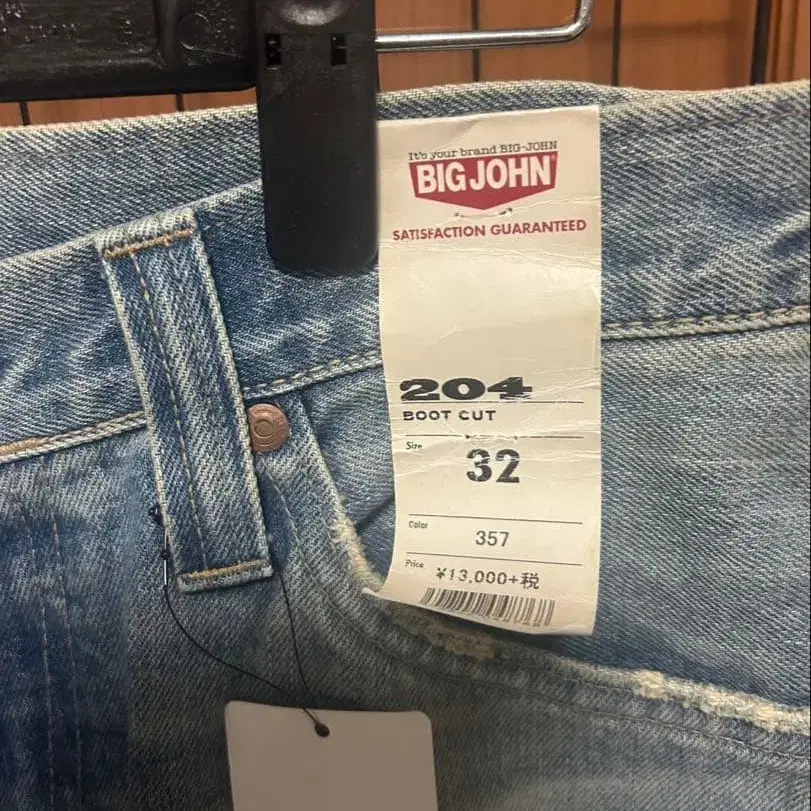 It's your brand BIG-JOHN
BIG JOHN
SATISFACTION GUARANTEED
204
BOOT CUT
Size
32
Color
357
Price
¥13,000+税